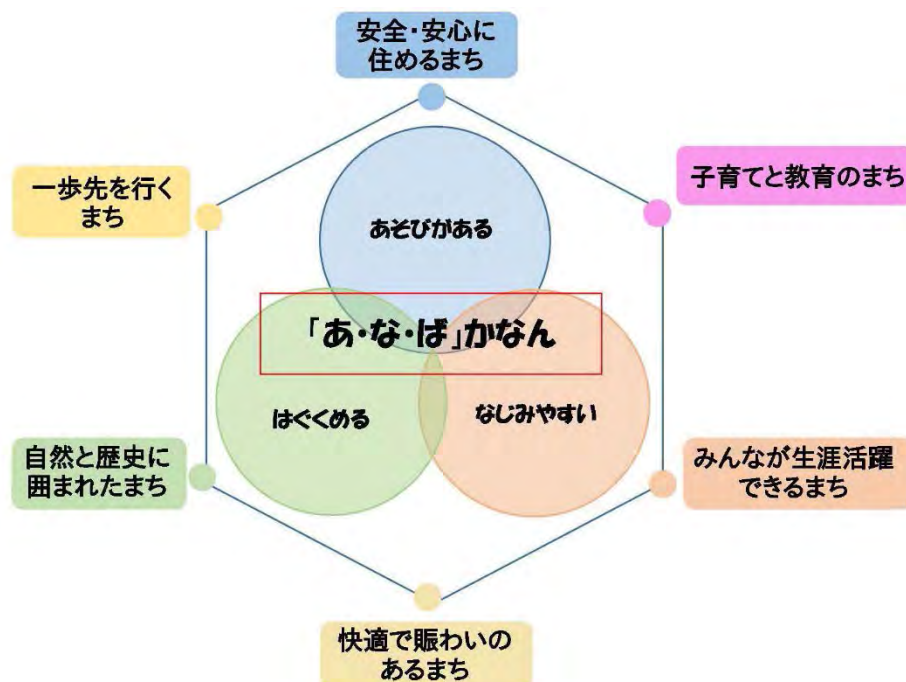 安全・安心に
住めるまち
一歩先を行く
まち
子育てと教育のまち
あそびがある
「あ・な・ば」かなん
はぐくめる
なじみやすい
自然と歴史に
囲まれたまち
みんなが生涯活躍
できるまち
快適で賑わいの
あるまち